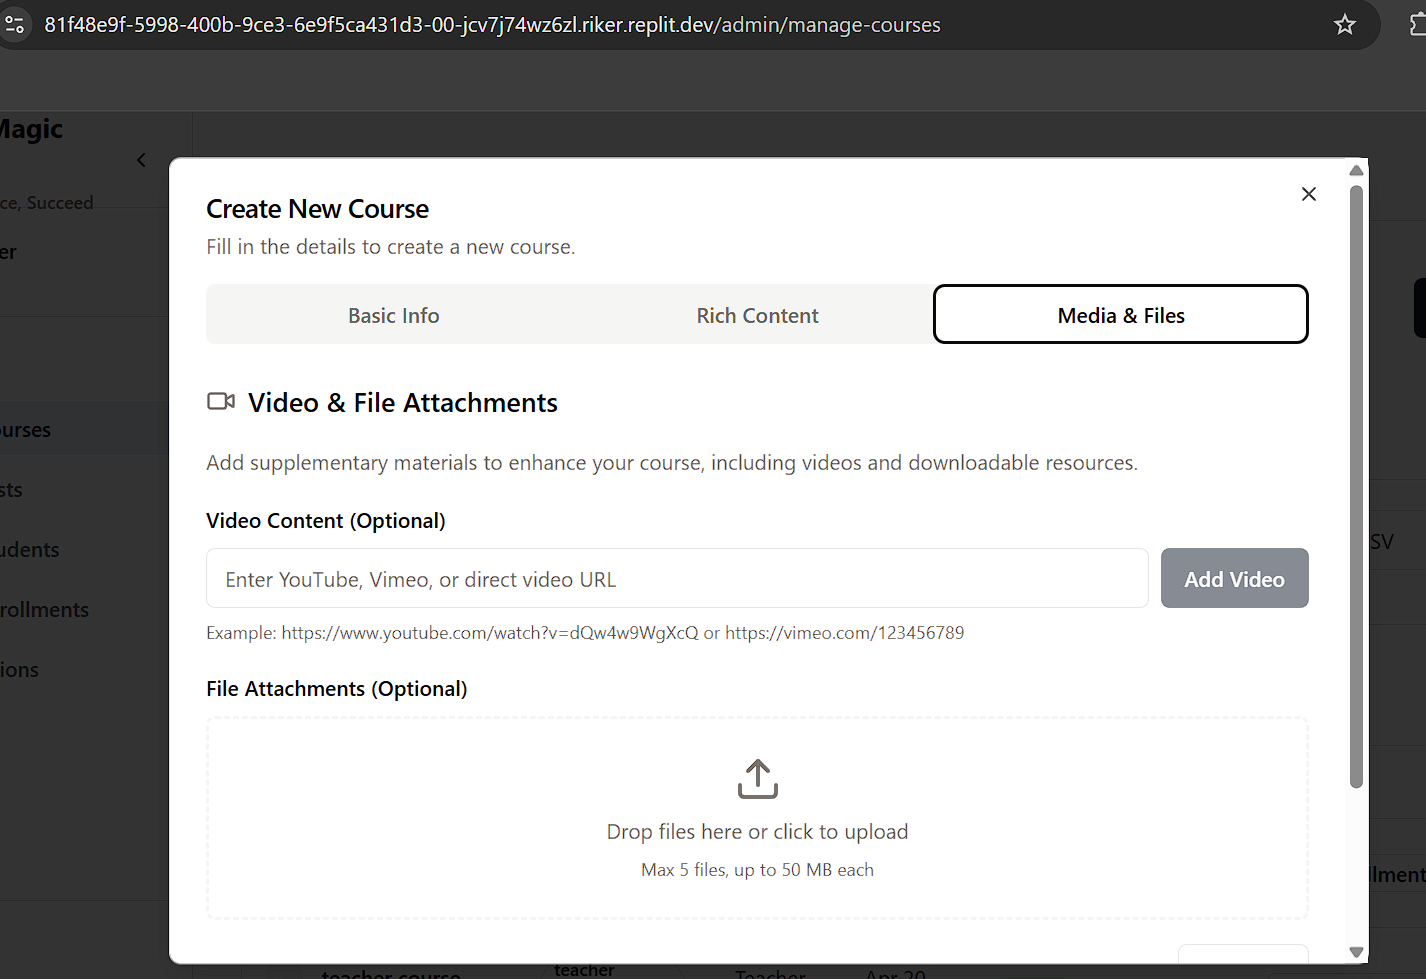 81f48e9f-5998-400b-9ce3-6e9f5ca431d3-00-jcv7j74wz6zl.riker.replit.dev/admin/manage-courses
Magic
ce, Succeed
er
urses
sts
udents
rollments
ions
Create New Course
Fill in the details to create a new course.
Basic Info Rich Content Media & Files
Video & File Attachments
Add supplementary materials to enhance your course, including videos and downloadable resources.
Video Content (Optional)
Enter YouTube, Vimeo, or direct video URL Add Video
Example: https://www.youtube.com/watch?v=dQw4w9WgXcQ or https://vimeo.com/123456789
File Attachments (Optional)
Drop files here or click to upload
Max 5 files, up to 50 MB each
SV
llment
teacher course teacher Teacher Apr 20